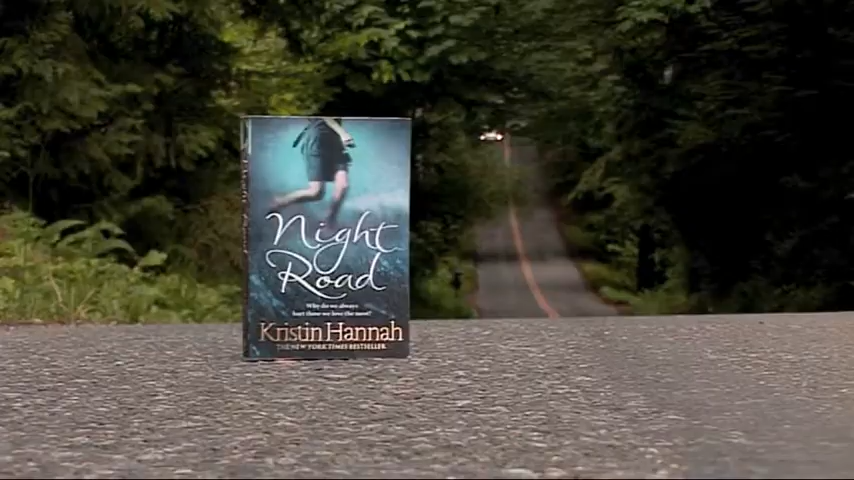 Night
Road
Why do we always
hurt those we love the most?
Kristin Hannah
THE NEW YORK TIMES BESTSELLER